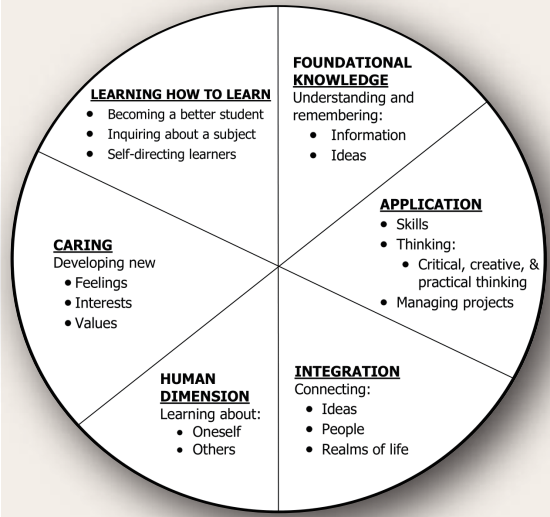 FOUNDATIONAL
KNOWLEDGE
Understanding and
remembering:
• Information
• Ideas
APPLICATION
• Skills
• Thinking:
• Critical, creative, &
practical thinking
• Managing projects
INTEGRATION
Connecting:
• Ideas
• People
• Realms of life
HUMAN
DIMENSION
Learning about:
• Oneself
• Others
CARING
Developing new
• Feelings
• Interests
• Values
LEARNING HOW TO LEARN
• Becoming a better student
• Inquiring about a subject
• Self-directing learners